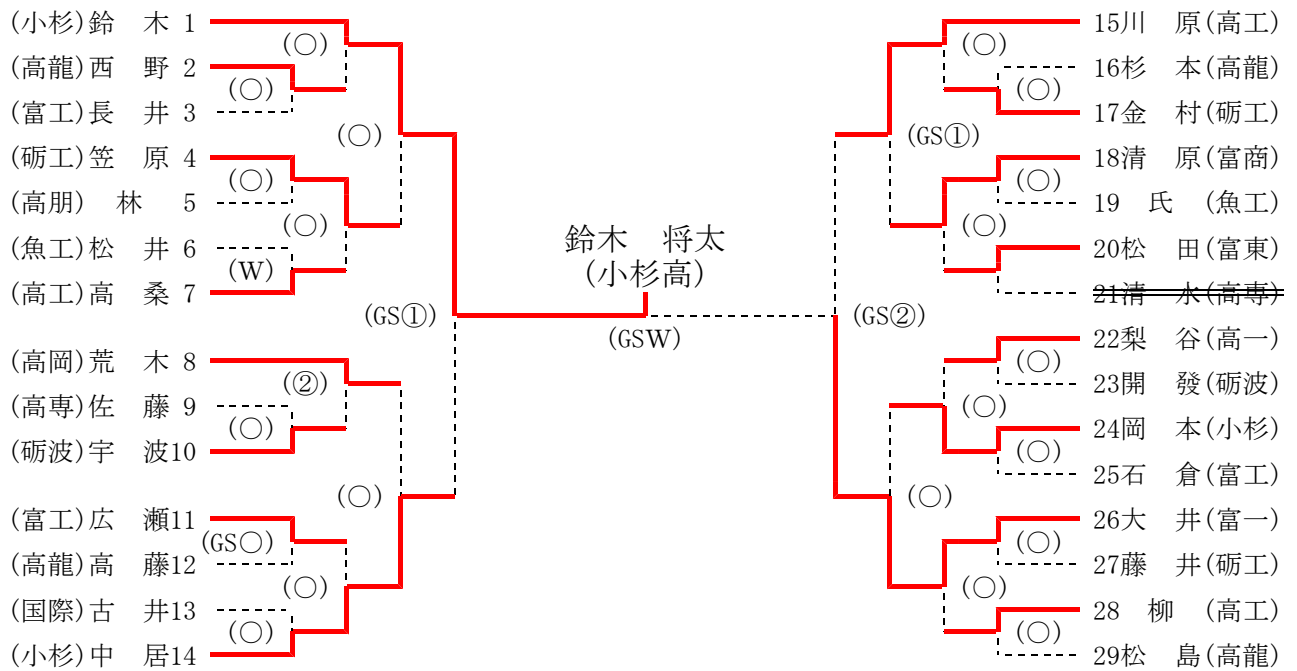 (小杉)鈴　木 1
(〇)
(高龍)西　野 2
(〇)
(富工)長　井 3
(〇)
(砺工)笠　原 4
(〇)
(高朋)　林　 5
(〇)
(魚工)松　井 6
(W)
(高工)高　桑 7
(GS①)
(高岡)荒　木 8
(②)
(高専)佐　藤 9
(〇)
(砺波)宇　波10
(〇)
(富工)広　瀬11
(GS〇)
(高龍)高　藤12
(〇)
(国際)古　井13
(〇)
(小杉)中　居14
鈴木　将太
(小杉高)
(GSW)
15川　原(高工)
(〇)
16杉　本(高龍)
(〇)
17金　村(砺工)
(GS①)
18清　原(富商)
(〇)
19　氏　(魚工)
(〇)
20松　田(富東)
21清　水(高専)
(GS②)
22梨　谷(高一)
(〇)
23開　發(砺波)
(〇)
24岡　本(小杉)
(〇)
25石　倉(富工)
(〇)
26大　井(富一)
(〇)
27藤　井(砺工)
(〇)
28　柳　(高工)
(〇)
29松　島(高龍)